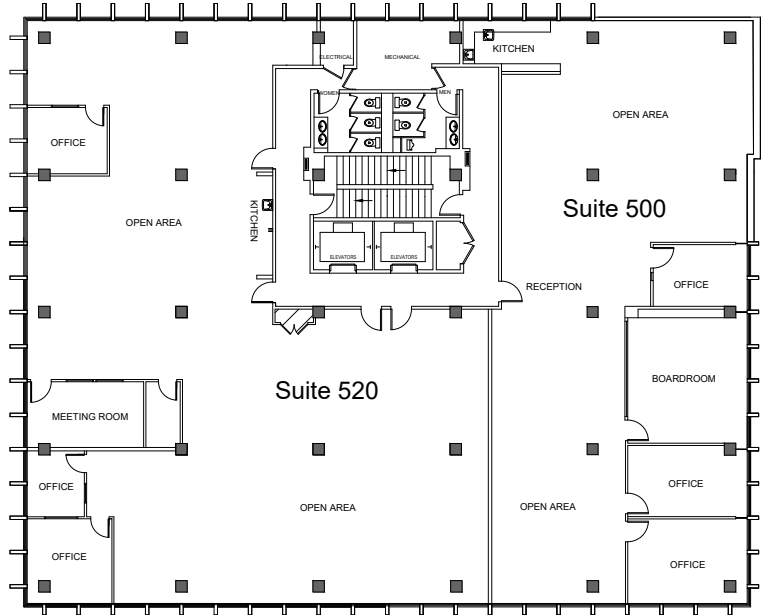 ELECTRICAL
MECHANICAL
KITCHEN
WOMEN
MEN
OPEN AREA
OFFICE
OPEN AREA
KITCHEN
Suite 500
ELEVATORS
ELEVATORS
RECEPTION
OFFICE
BOARDROOM
Suite 520
MEETING ROOM
OFFICE
OFFICE
OPEN AREA
OPEN AREA
OFFICE
OFFICE